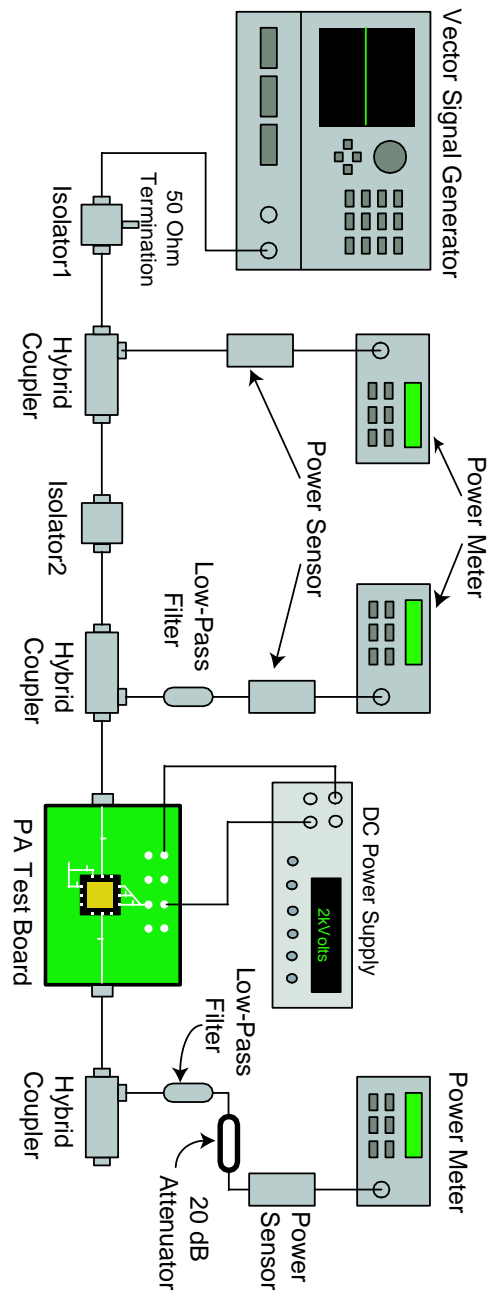 Vector Signal Generator
50 Ohm
Termination
Isolator1
Hybrid
Coupler
Power Meter
Power Sensor
Isolator2
Low-Pass
Filter
Hybrid
Coupler
DC Power Supply
2kVolts
PA Test Board
Low-Pass
Filter
Hybrid
Coupler
20 dB
Attenuator
Power
Sensor
Power Meter